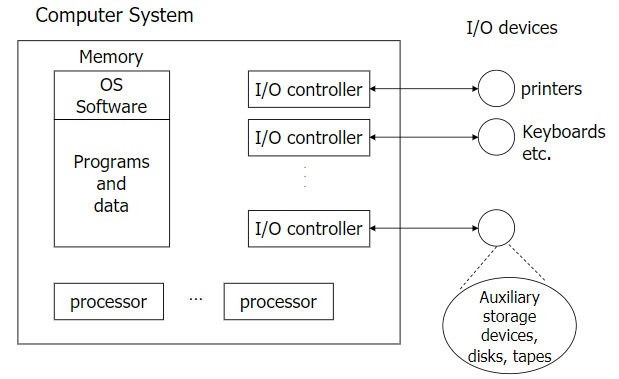 Computer System
I/O devices
Memory
OS
Software
Programs
and
data
I/O controller
printers
I/O controller
Keyboards
etc.
I/O controller
processor
...
processor
Auxiliary
storage
devices,
disks, tapes